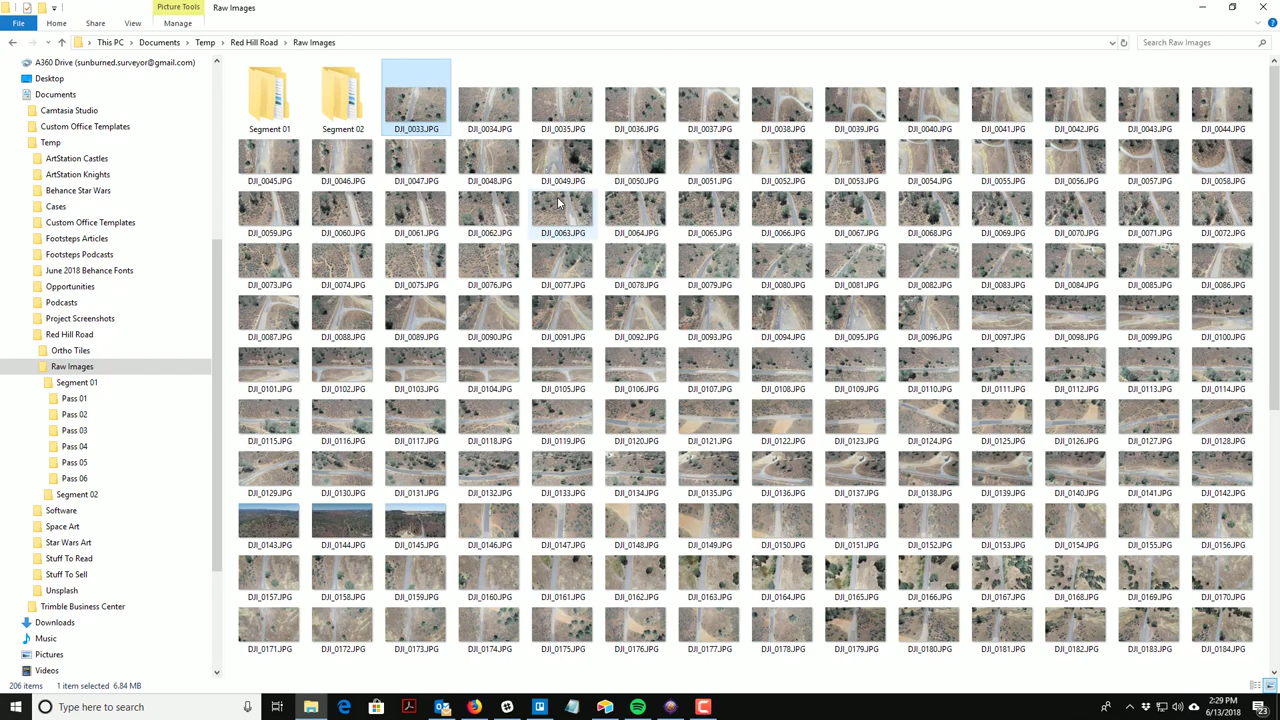 Picture Tools
Raw Images
File
Home
Share
View
Manage
This PC
Documents
Temp
Red Hill Road
Raw Images
Search Raw Images
A360 Drive (sunburned.surveyor@gmail.com)
Desktop
Documents
Camtasia Studio
Custom Office Templates
Temp
ArtStation Castles
ArtStation Knights
Behance Star Wars
Cases
Custom Office Templates
Footsteps Articles
Footsteps Podcasts
June 2018 Behance Fonts
Opportunities
Podcasts
Project Screenshots
Red Hill Road
Ortho Tiles
Raw Images
Segment 01
Pass 01
Pass 02
Pass 03
Pass 04
Pass 05
Pass 06
Segment 02
Software
Space Art
Star Wars Art
Stuff To Read
Stuff To Sell
Unsplash
Trimble Business Center
Downloads
Music
Pictures
Videos
Segment 01 Segment 02 DJI_0033.JPG DJI_0034.JPG DJI_0035.JPG DJI_0036.JPG DJI_0037.JPG DJI_0038.JPG DJI_0039.JPG DJI_0040.JPG DJI_0041.JPG DJI_0042.JPG DJI_0043.JPG DJI_0044.JPG
DJI_0045.JPG DJI_0046.JPG DJI_0047.JPG DJI_0048.JPG DJI_0049.JPG DJI_0050.JPG DJI_0051.JPG DJI_0052.JPG DJI_0053.JPG DJI_0054.JPG DJI_0055.JPG DJI_0056.JPG DJI_0057.JPG DJI_0058.JPG
DJI_0059.JPG DJI_0060.JPG DJI_0061.JPG DJI_0062.JPG DJI_0063.JPG DJI_0064.JPG DJI_0065.JPG DJI_0066.JPG DJI_0067.JPG DJI_0068.JPG DJI_0069.JPG DJI_0070.JPG DJI_0071.JPG DJI_0072.JPG
DJI_0073.JPG DJI_0074.JPG DJI_0075.JPG DJI_0076.JPG DJI_0077.JPG DJI_0078.JPG DJI_0079.JPG DJI_0080.JPG DJI_0081.JPG DJI_0082.JPG DJI_0083.JPG DJI_0084.JPG DJI_0085.JPG DJI_0086.JPG
DJI_0087.JPG DJI_0088.JPG DJI_0089.JPG DJI_0090.JPG DJI_0091.JPG DJI_0092.JPG DJI_0093.JPG DJI_0094.JPG DJI_0095.JPG DJI_0096.JPG DJI_0097.JPG DJI_0098.JPG DJI_0099.JPG DJI_0100.JPG
DJI_0101.JPG DJI_0102.JPG DJI_0103.JPG DJI_0104.JPG DJI_0105.JPG DJI_0106.JPG DJI_0107.JPG DJI_0108.JPG DJI_0109.JPG DJI_0110.JPG DJI_0111.JPG DJI_0112.JPG DJI_0113.JPG DJI_0114.JPG
DJI_0115.JPG DJI_0116.JPG DJI_0117.JPG DJI_0118.JPG DJI_0119.JPG DJI_0120.JPG DJI_0121.JPG DJI_0122.JPG DJI_0123.JPG DJI_0124.JPG DJI_0125.JPG DJI_0126.JPG DJI_0127.JPG DJI_0128.JPG
DJI_0129.JPG DJI_0130.JPG DJI_0131.JPG DJI_0132.JPG DJI_0133.JPG DJI_0134.JPG DJI_0135.JPG DJI_0136.JPG DJI_0137.JPG DJI_0138.JPG DJI_0139.JPG DJI_0140.JPG DJI_0141.JPG DJI_0142.JPG
DJI_0143.JPG DJI_0144.JPG DJI_0145.JPG DJI_0146.JPG DJI_0147.JPG DJI_0148.JPG DJI_0149.JPG DJI_0150.JPG DJI_0151.JPG DJI_0152.JPG DJI_0153.JPG DJI_0154.JPG DJI_0155.JPG DJI_0156.JPG
DJI_0157.JPG DJI_0158.JPG DJI_0159.JPG DJI_0160.JPG DJI_0161.JPG DJI_0162.JPG DJI_0163.JPG DJI_0164.JPG DJI_0165.JPG DJI_0166.JPG DJI_0167.JPG DJI_0168.JPG DJI_0169.JPG DJI_0170.JPG
DJI_0171.JPG DJI_0172.JPG DJI_0173.JPG DJI_0174.JPG DJI_0175.JPG DJI_0176.JPG DJI_0177.JPG DJI_0178.JPG DJI_0179.JPG DJI_0180.JPG DJI_0181.JPG DJI_0182.JPG DJI_0183.JPG DJI_0184.JPG
206 items 1 item selected 6.84 MB
Type here to search
2:29 PM
6/13/2018
23